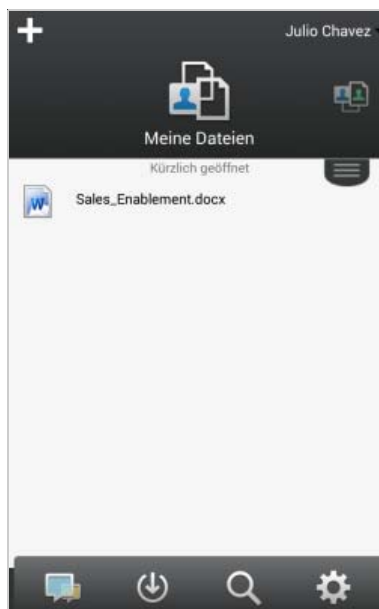 Julio Chavez
Meine Dateien
Kürzlich geöffnet
Sales_Enablement.docx